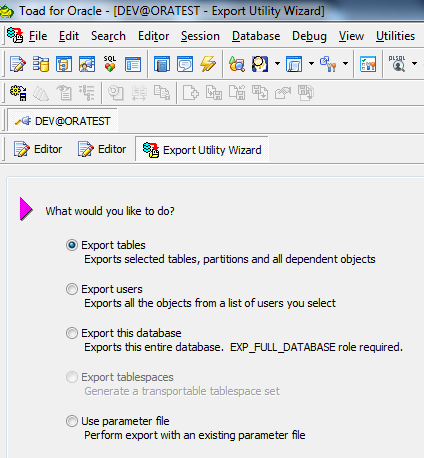 Toad for Oracle - [DEV@ORATEST - Export Utility Wizard]
File Edit Search Editor Session Database Debug View Utilities
SQL PLSQL
DEV@ORATEST
Editor Editor Export Utility Wizard
What would you like to do?
Export tables
Exports selected tables, partitions and all dependent objects
Export users
Exports all the objects from a list of users you select
Export this database
Exports this entire database. EXP_FULL_DATABASE role required.
Export tablespaces
Generate a transportable tablespace set
Use parameter file
Perform export with an existing parameter file